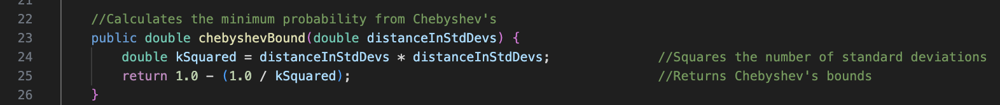 21
22 //Calculates the minimum probability from Chebyshev's
23 public double chebyshevBound(double distanceInStdDevs) {
24 double kSquared = distanceInStdDevs * distanceInStdDevs; //Squares the number of standard deviations
25 return 1.0 - (1.0 / kSquared); //Returns Chebyshev's bounds
26 }